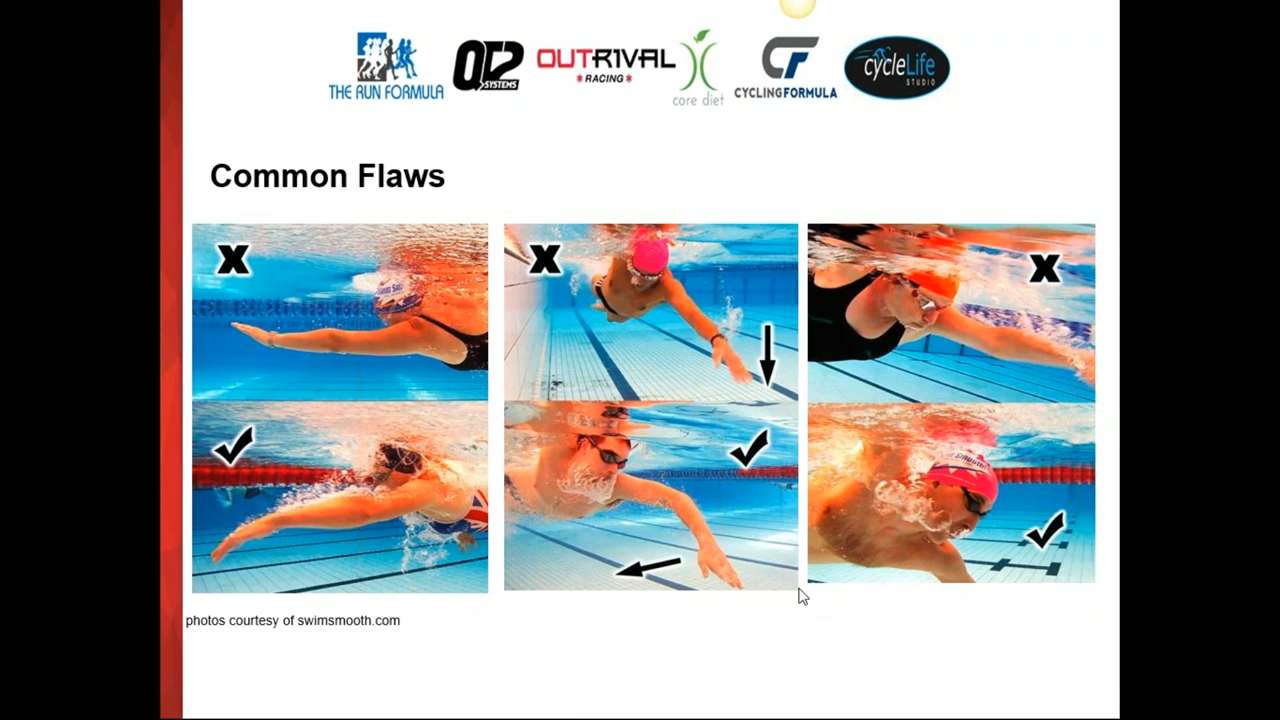 THE RUN FORMULA
QT2
SYSTEMS
OUTRIVAL
RACING
core diet
CYCLINGFORMULA
cycleLife
STUDIO
Common Flaws
photos courtesy of swimsmooth.com